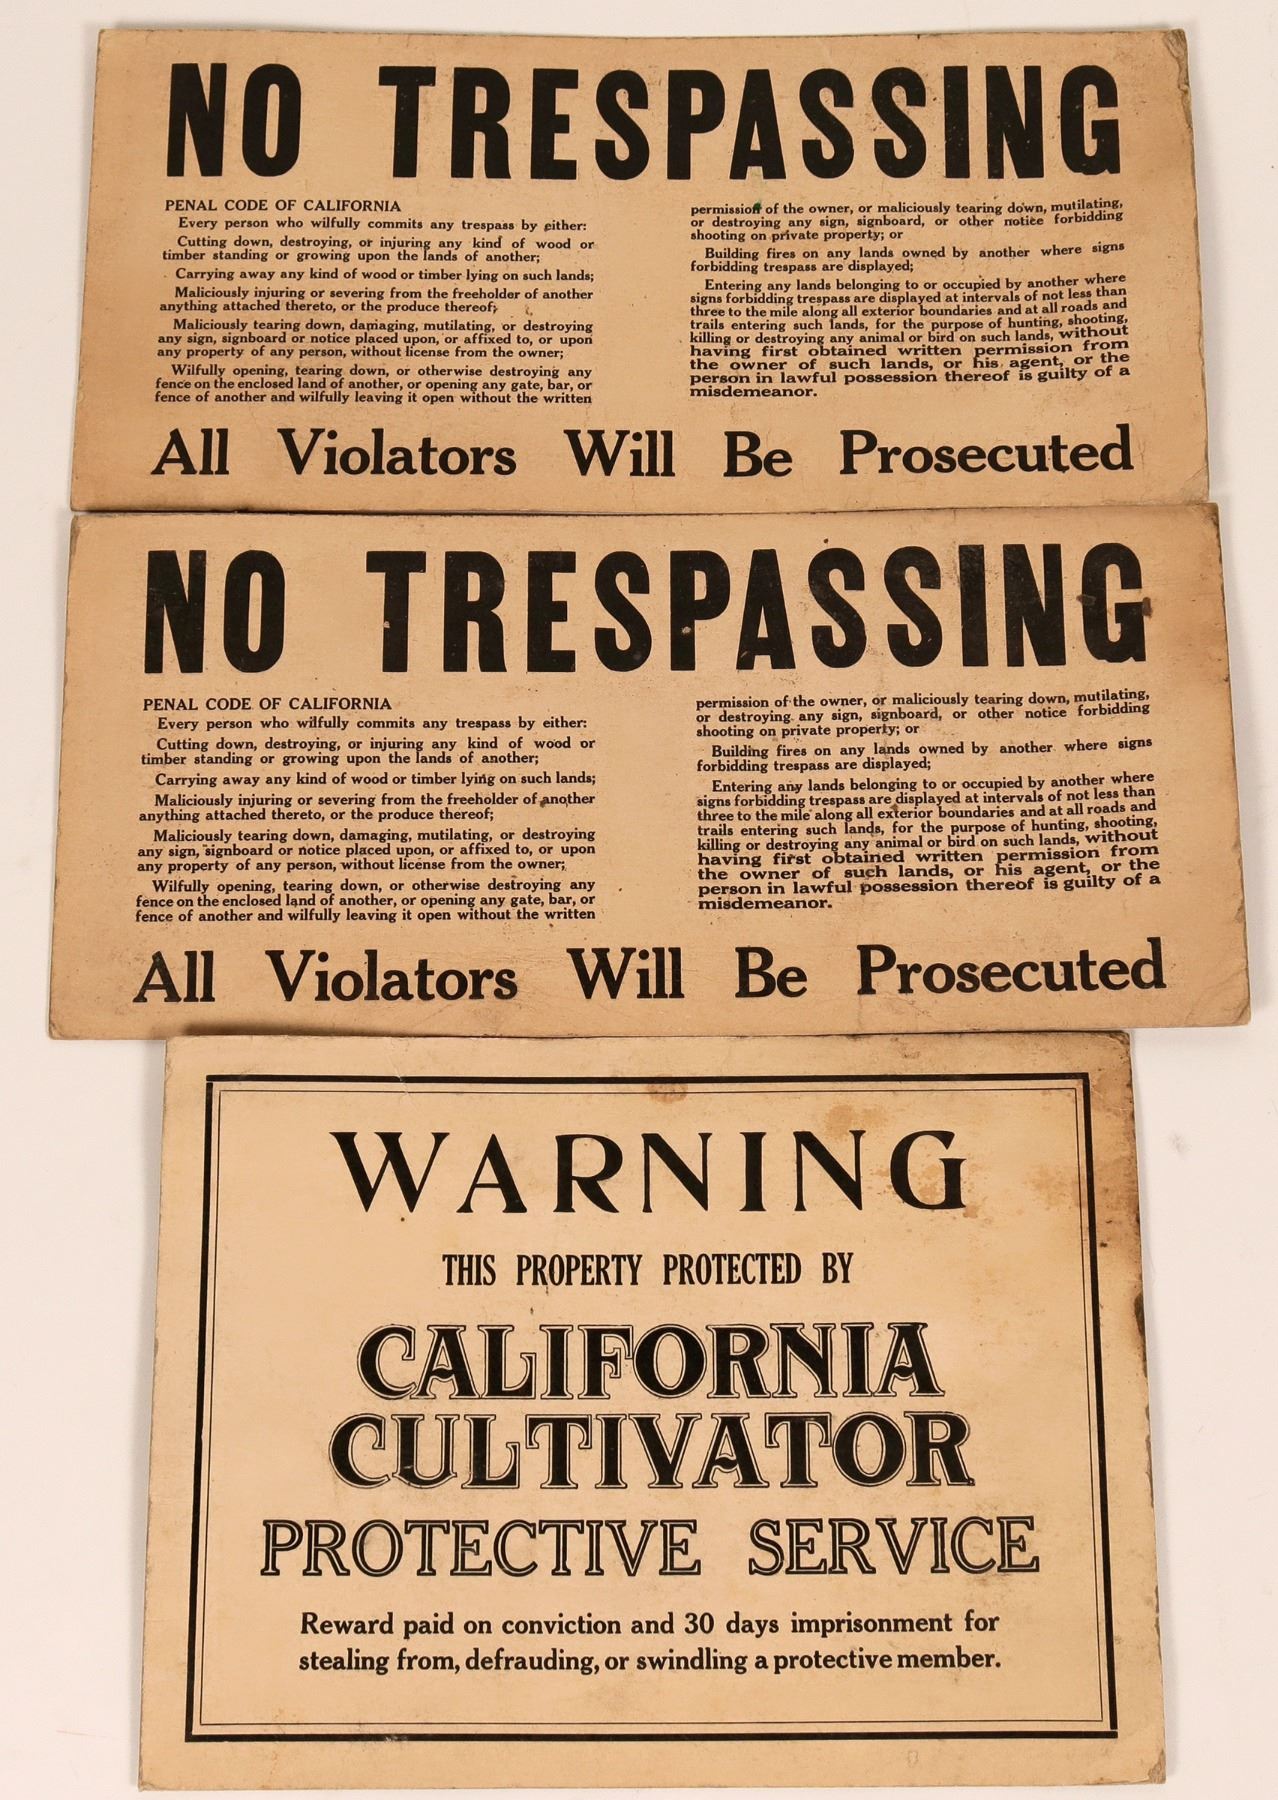 NO TRESPASSING
PENAL CODE OF CALIFORNIA
Every person who wilfully commits any trespass by either:
Cutting down, destroying, or injuring any kind of wood or
timber standing or growing upon the lands of another;
Carrying away any kind of wood or timber lying on such lands;
Maliciously injuring or severing from the freeholder of another
anything attached thereto, or the produce thereof;
Maliciously tearing down, damaging, mutilating, or destroying
any sign, signboard or notice placed upon, or affixed to, or upon
any property of any person, without license from the owner;
Wilfully opening, tearing down, or otherwise destroying any
fence on the enclosed land of another, or opening any gate, bar, or
fence of another and wilfully leaving it open without the written
permission of the owner, or maliciously tearing down, mutilating,
or destroying any sign, signboard, or other notice forbidding
shooting on private property; or
Building fires on any lands owned by another where signs
forbidding trespass are displayed;
Entering any lands belonging to or occupied by another where
signs forbidding trespass are displayed at intervals of not less than
three to the mile along all exterior boundaries and at all roads and
trails entering such lands, for the purpose of hunting, shooting,
killing or destroying any animal or bird on such lands, without
having first obtained written permission from
the owner of such lands, or his agent, or the
person in lawful possession thereof is guilty of a
misdemeanor.
All Violators Will Be Prosecuted
NO TRESPASSING
PENAL CODE OF CALIFORNIA
Every person who wilfully commits any trespass by either:
Cutting down, destroying, or injuring any kind of wood or
timber standing or growing upon the lands of another;
Carrying away any kind of wood or timber lying on such lands;
Maliciously injuring or severing from the freeholder of another
anything attached thereto, or the produce thereof;
Maliciously tearing down, damaging, mutilating, or destroying
any sign, signboard or notice placed upon, or affixed to, or upon
any property of any person, without license from the owner;
Wilfully opening, tearing down, or otherwise destroying any
fence on the enclosed land of another, or opening any gate, bar, or
fence of another and wilfully leaving it open without the written
permission of the owner, or maliciously tearing down, mutilating,
or destroying any sign, signboard, or other notice forbidding
shooting on private property; or
Building fires on any lands owned by another where signs
forbidding trespass are displayed;
Entering any lands belonging to or occupied by another where
signs forbidding trespass are displayed at intervals of not less than
three to the mile along all exterior boundaries and at all roads and
trails entering such lands, for the purpose of hunting, shooting,
killing or destroying any animal or bird on such lands, without
having first obtained written permission from
the owner of such lands, or his agent, or the
person in lawful possession thereof is guilty of a
misdemeanor.
All Violators Will Be Prosecuted
WARNING
THIS PROPERTY PROTECTED BY
CALIFORNIA
CULTIVATOR
PROTECTIVE SERVICE
Reward paid on conviction and 30 days imprisonment for
stealing from, defrauding, or swindling a protective member.